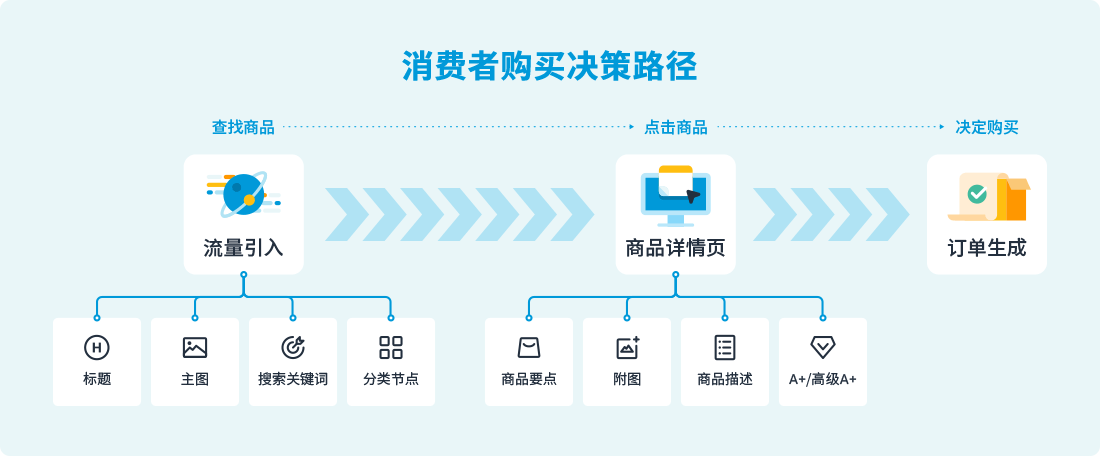 消费者购买决策路径
查找商品
点击商品
决定购买
流量引入
商品详情页
订单生成
H
标题
主图
搜索关键词
分类节点
商品要点
附图
商品描述
A+/高级A+